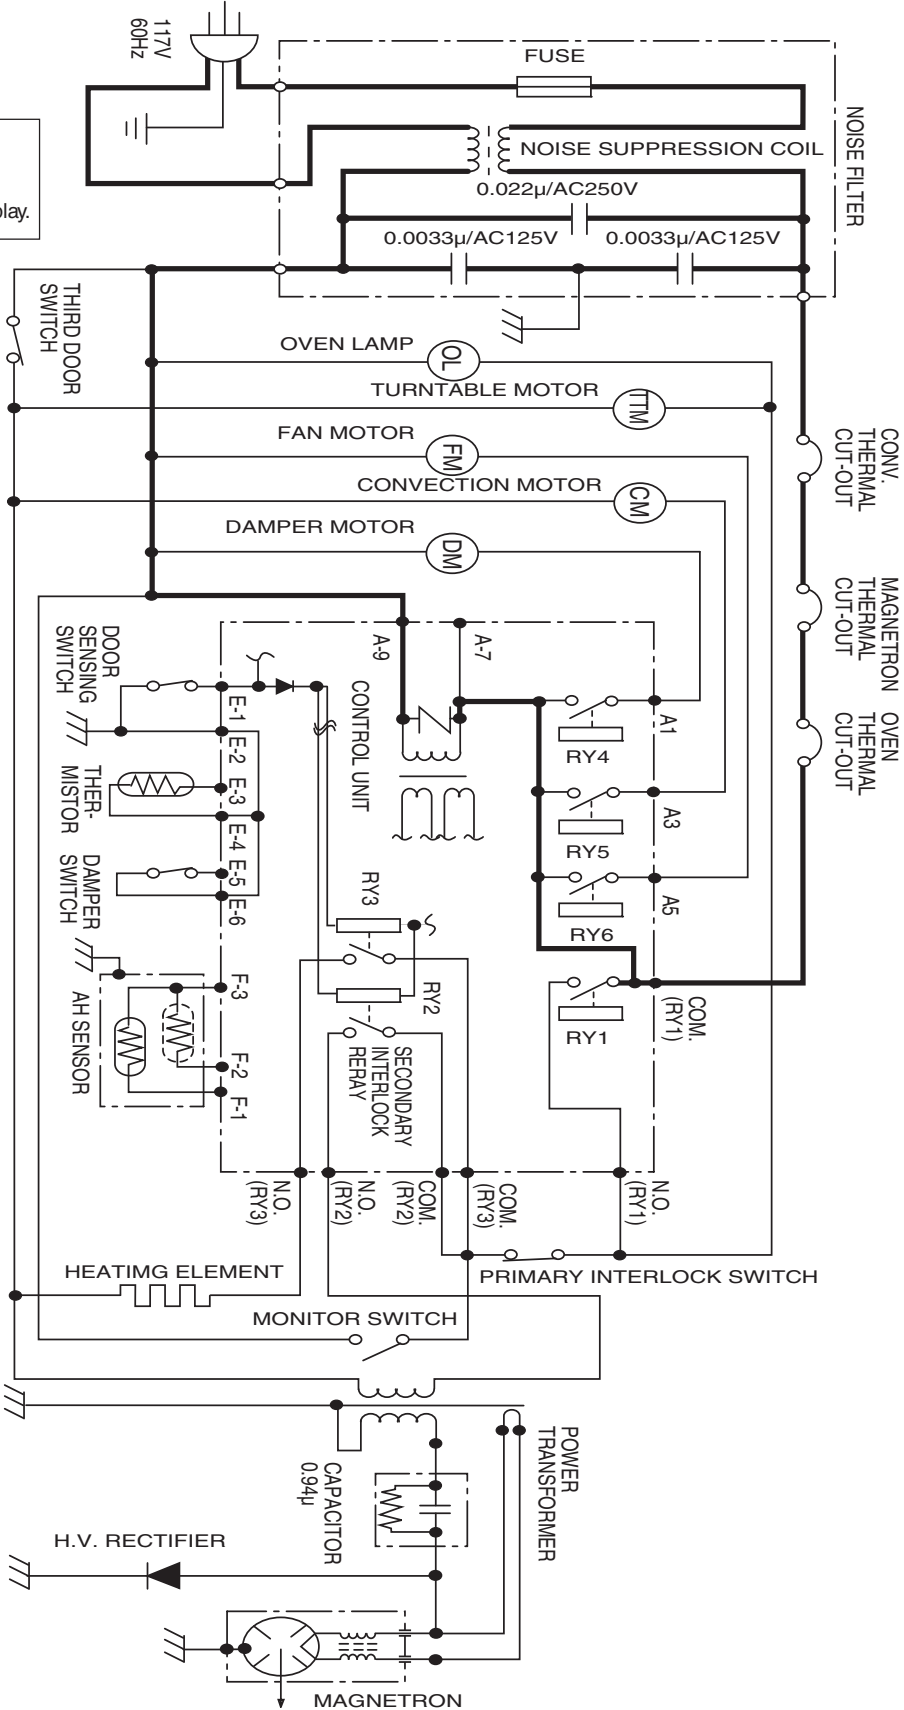 117V
60Hz
FUSE
NOISE FILTER
NOISE SUPPRESSION COIL
0.022µ/AC250V
0.0033µ/AC125V
0.0033µ/AC125V
play.
THIRD DOOR
SWITCH
OVEN LAMP
OL
TURNTABLE MOTOR
TTM
FAN MOTOR
FM
CONVECTION MOTOR
CM
DAMPER MOTOR
DM
CONV.
THERMAL
CUT-OUT
MAGNETRON
THERMAL
CUT-OUT
OVEN
THERMAL
CUT-OUT
A-9
A-7
DOOR
SENSING
SWITCH
E-1
E-2
E-3
E-4
E-5
E-6
CONTROL UNIT
A1
RY4
A3
RY5
A5
RY6
THER-
MISTOR
DAMPER
SWITCH
RY3
RY2
COM.
(RY1)
RY1
AH SENSOR
F-3
F-2
F-1
SECONDARY
INTERLOCK
RERAY
N.O.
(RY3)
N.O.
(RY2)
COM.
(RY2)
COM.
(RY3)
N.O.
(RY1)
HEATIMG ELEMENT
PRIMARY INTERLOCK SWITCH
MONITOR SWITCH
POWER
TRANSFORMER
CAPACITOR
0.94µ
H.V. RECTIFIER
MAGNETRON